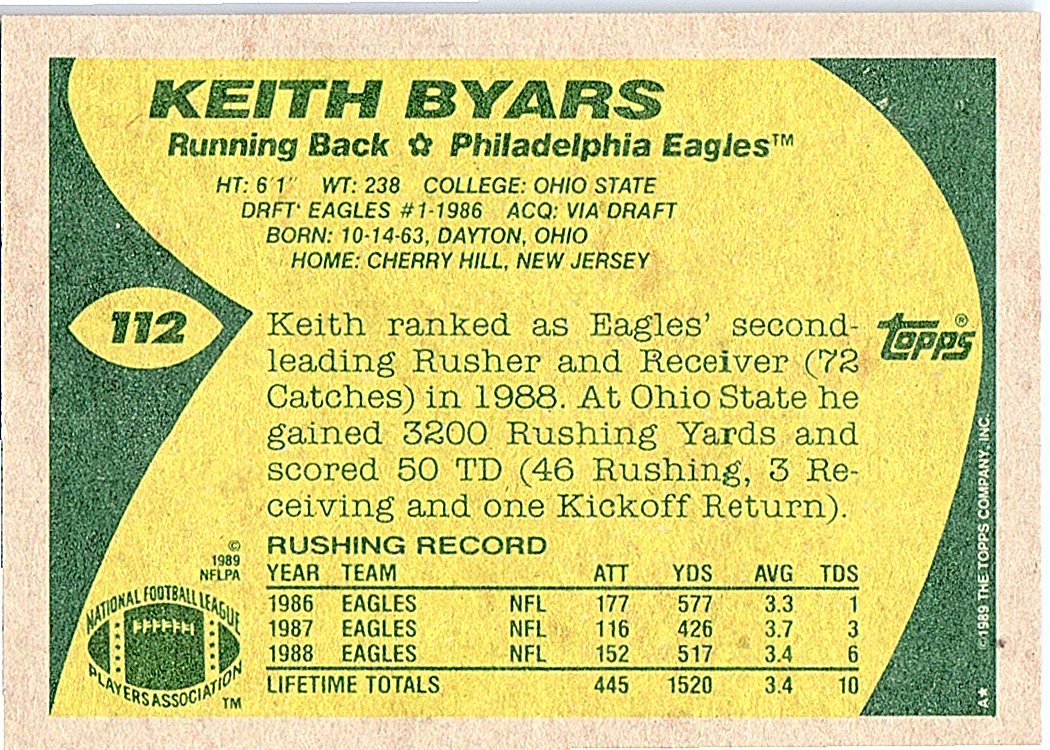 KEITH BYARS
Running Back ✩ Philadelphia Eagles™
HT: 6'1" WT: 238 COLLEGE: OHIO STATE
DRFT' EAGLES #1-1986 ACQ: VIA DRAFT
BORN: 10-14-63, DAYTON, OHIO
HOME: CHERRY HILL, NEW JERSEY
112
Keith ranked as Eagles' second-
leading Rusher and Receiver (72
Catches) in 1988. At Ohio State he
gained 3200 Rushing Yards and
scored 50 TD (46 Rushing, 3 Re-
ceiving and one Kickoff Return).
topps®
RUSHING RECORD
YEAR TEAM ATT YDS AVG TDS
1986 EAGLES NFL 177 577 3.3 1
1987 EAGLES NFL 116 426 3.7 3
1988 EAGLES NFL 152 517 3.4 6
LIFETIME TOTALS 445 1520 3.4 10
©
1989
NFLPA
NATIONAL FOOTBALL LEAGUE
PLAYERS ASSOCIATION
TM
©1989 THE TOPPS COMPANY, INC.
A★